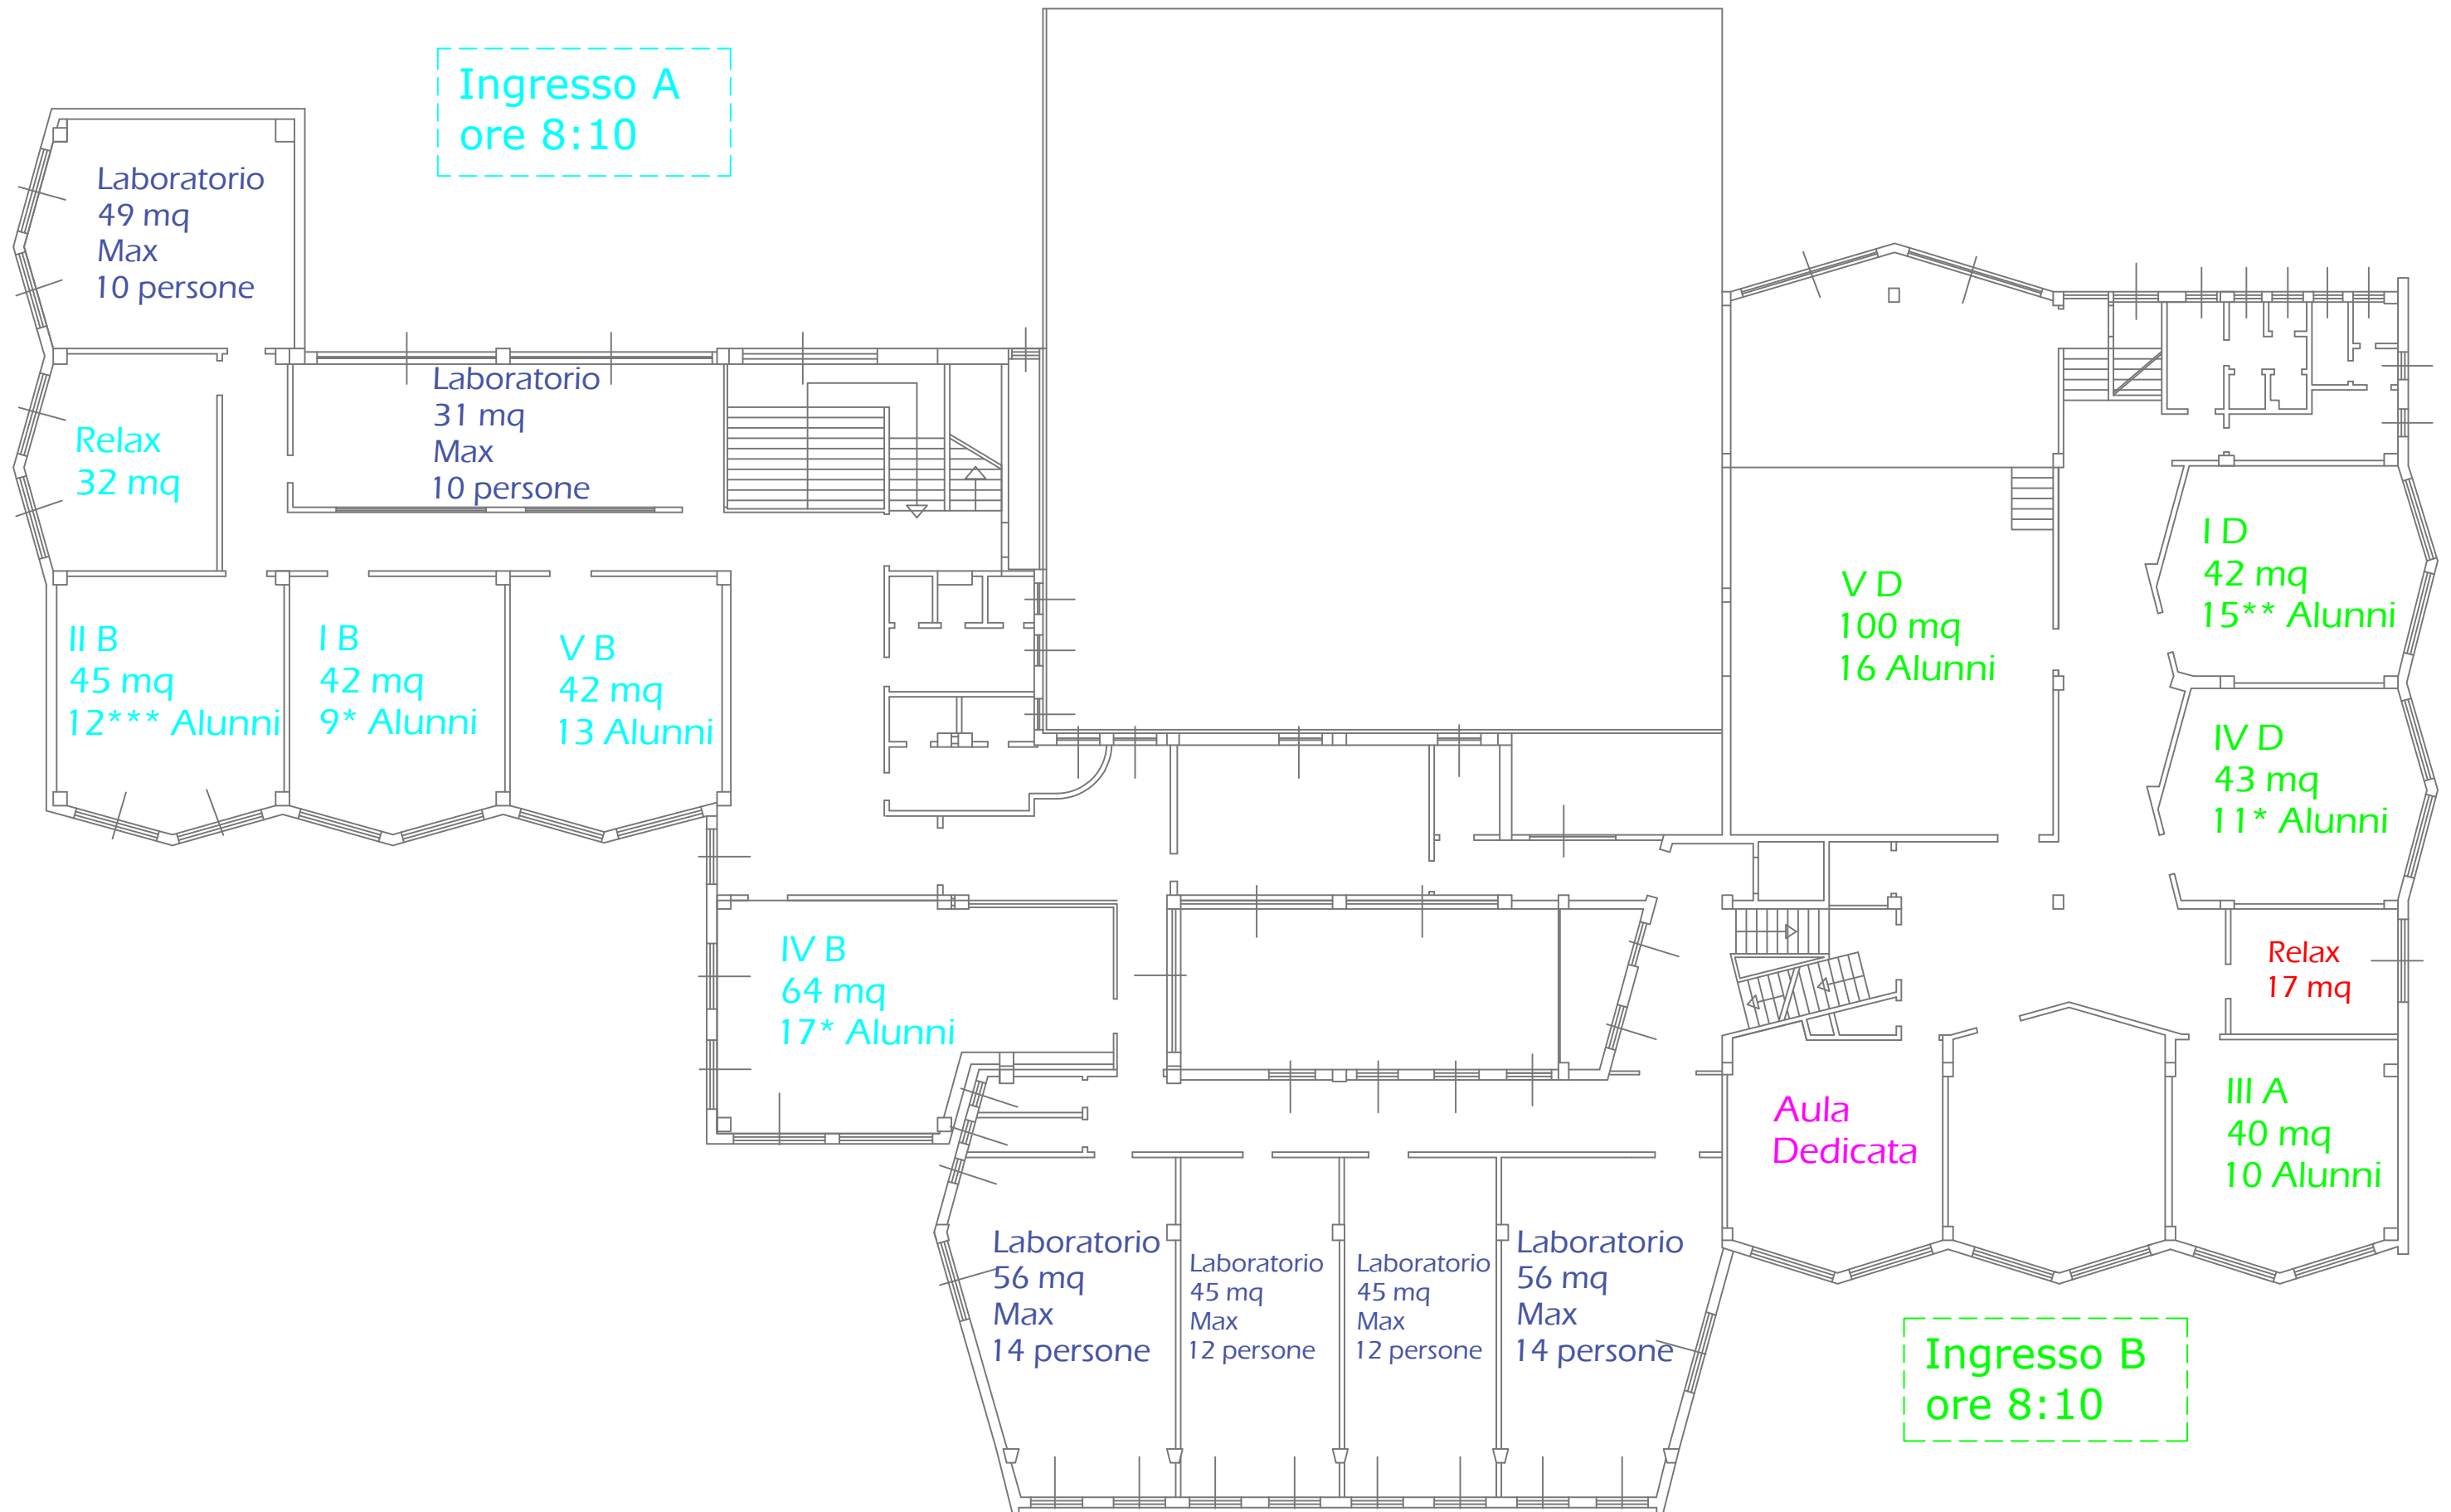 Ingresso A
ore 8:10
Laboratorio
49 mq
Max
10 persone
Laboratorio
31 mq
Max
10 persone
Relax
32 mq
II B
45 mq
12*** Alunni
I B
42 mq
9* Alunni
V B
42 mq
13 Alunni
V D
100 mq
16 Alunni
I D
42 mq
15** Alunni
IV D
43 mq
11* Alunni
IV B
64 mq
17* Alunni
Relax
17 mq
Aula
Dedicata
III A
40 mq
10 Alunni
Laboratorio
56 mq
Max
14 persone
Laboratorio
45 mq
Max
12 persone
Laboratorio
45 mq
Max
12 persone
Laboratorio
56 mq
Max
14 persone
Ingresso B
ore 8:10